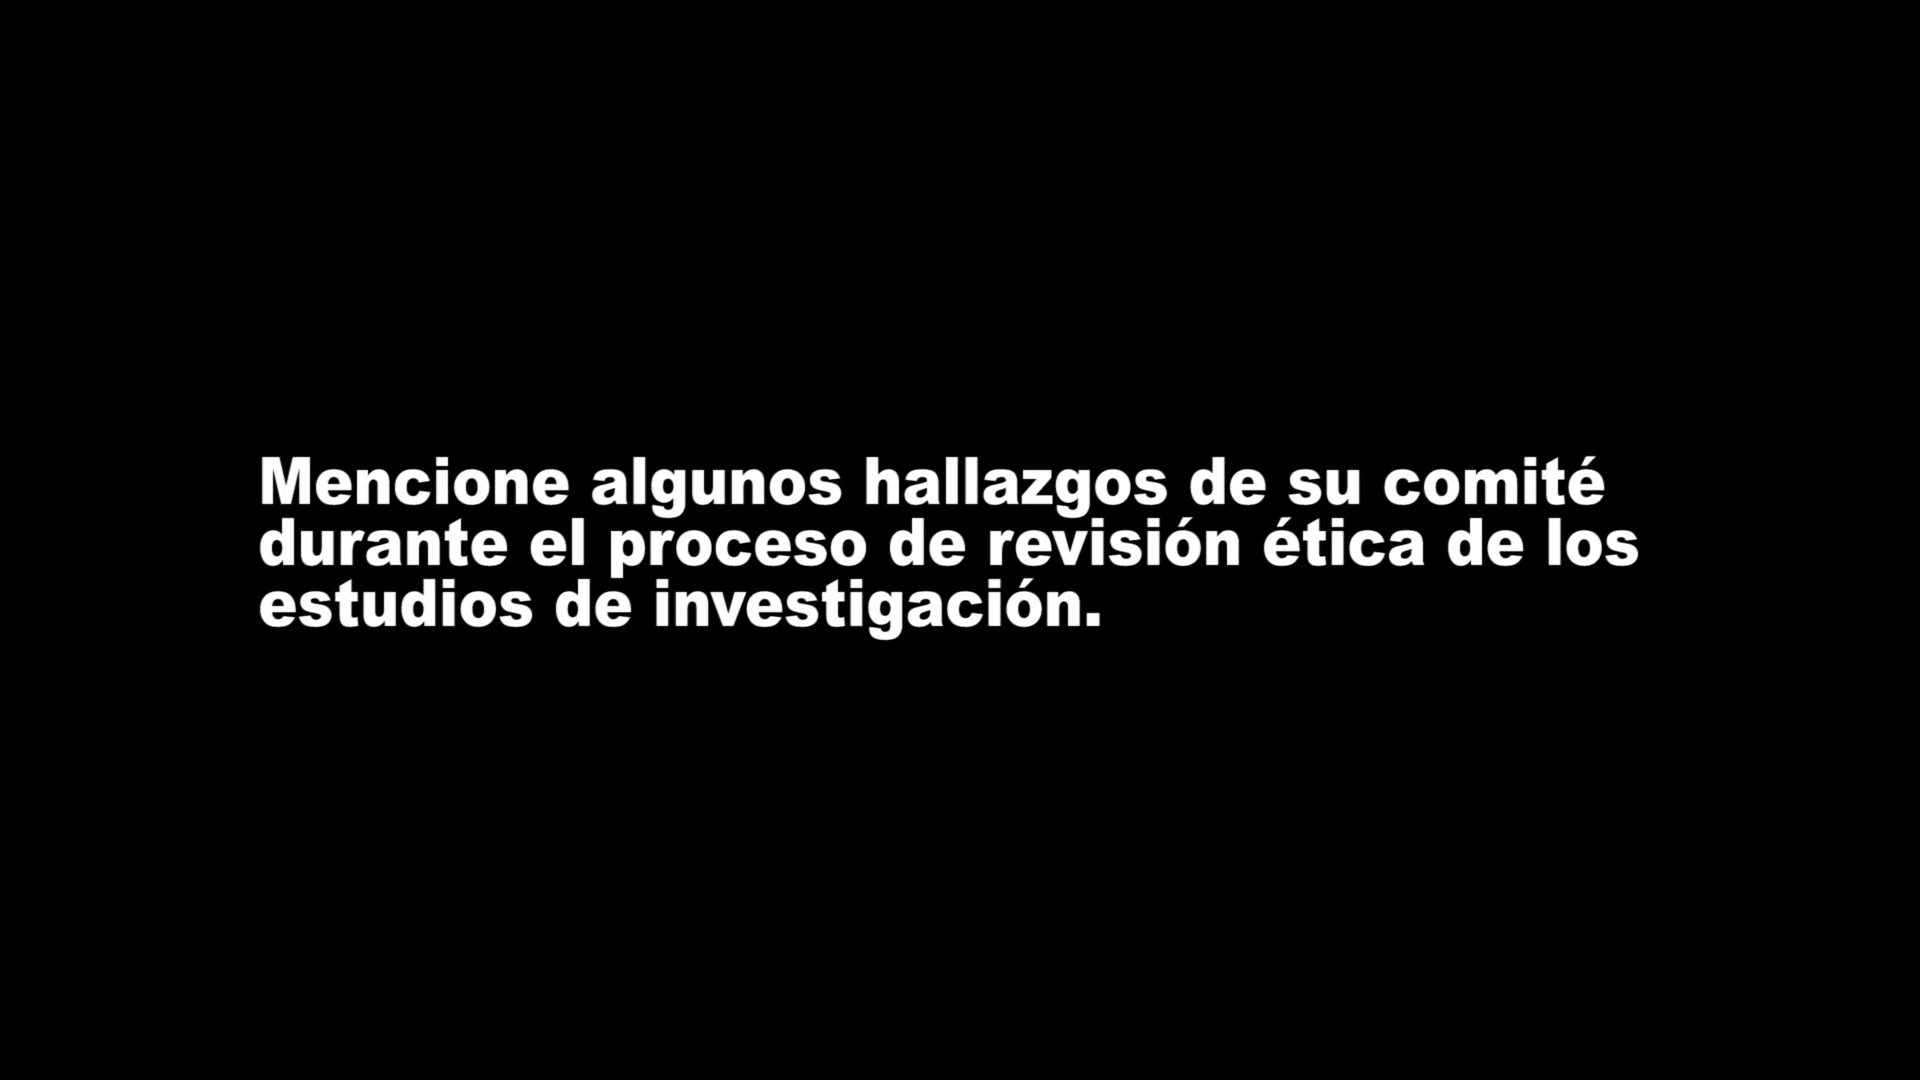 Mencione algunos hallazgos de su comité
durante el proceso de revisión ética de los
estudios de investigación.